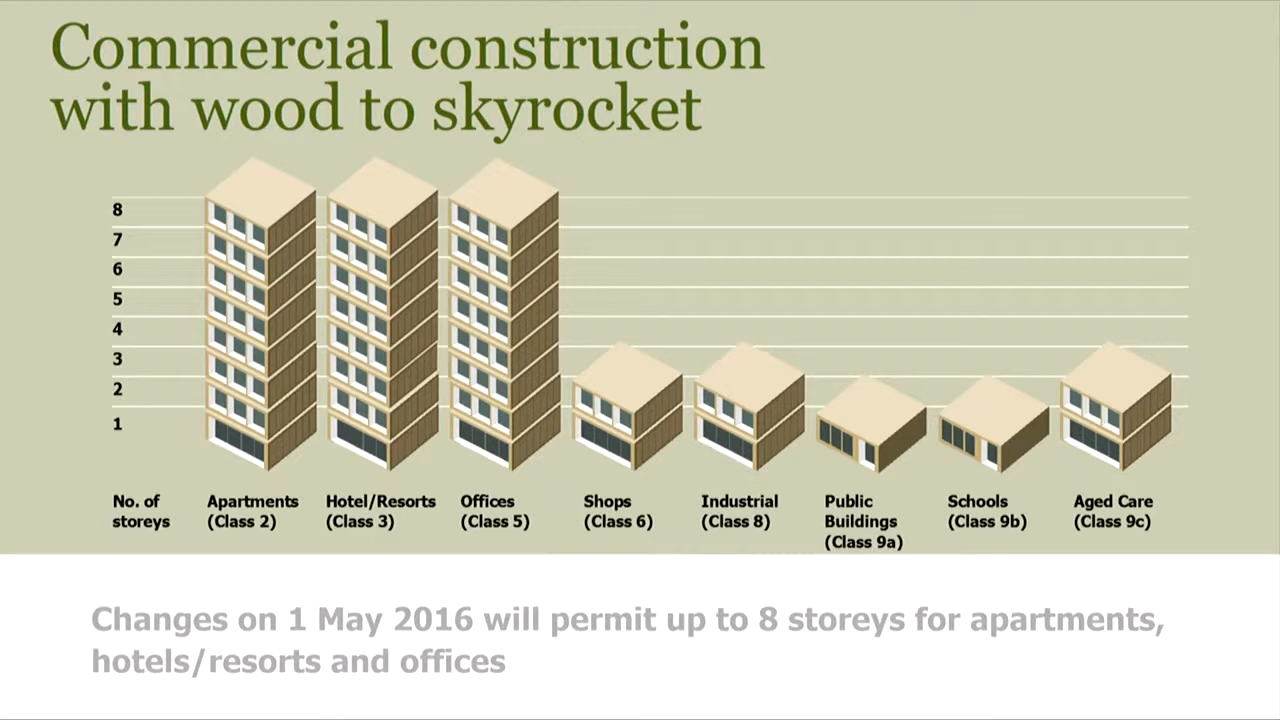 Commercial construction
with wood to skyrocket
8
7
6
5
4
3
2
1
No. of
storeys
Apartments
(Class 2)
Hotel/Resorts
(Class 3)
Offices
(Class 5)
Shops
(Class 6)
Industrial
(Class 8)
Public
Buildings
(Class 9a)
Schools
(Class 9b)
Aged Care
(Class 9c)
Changes on 1 May 2016 will permit up to 8 storeys for apartments,
hotels/resorts and offices